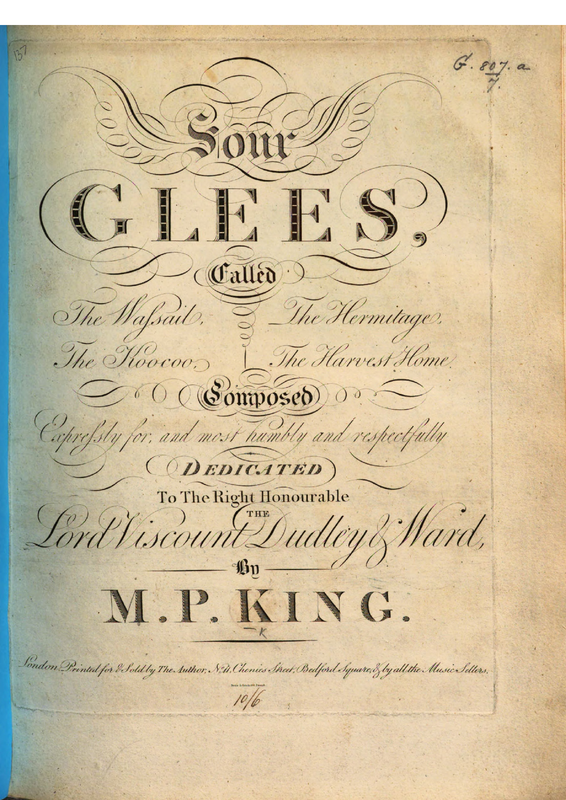 137
G. 807. a
7.
Four
GLEES,
Called
The Waſsail, The Hermitage,
The Koocoo, The Harvest Home
Composed
Expreſsly for, and most humbly and respectfully
DEDICATED
To The Right Honourable
THE
Lord Viscount Dudley & Ward,
By
M.P. KING.
K
London, Printed for & Sold by The Author, No. 11, Chenies Street, Bedford Square, & by all the Music Sellers.
10/6